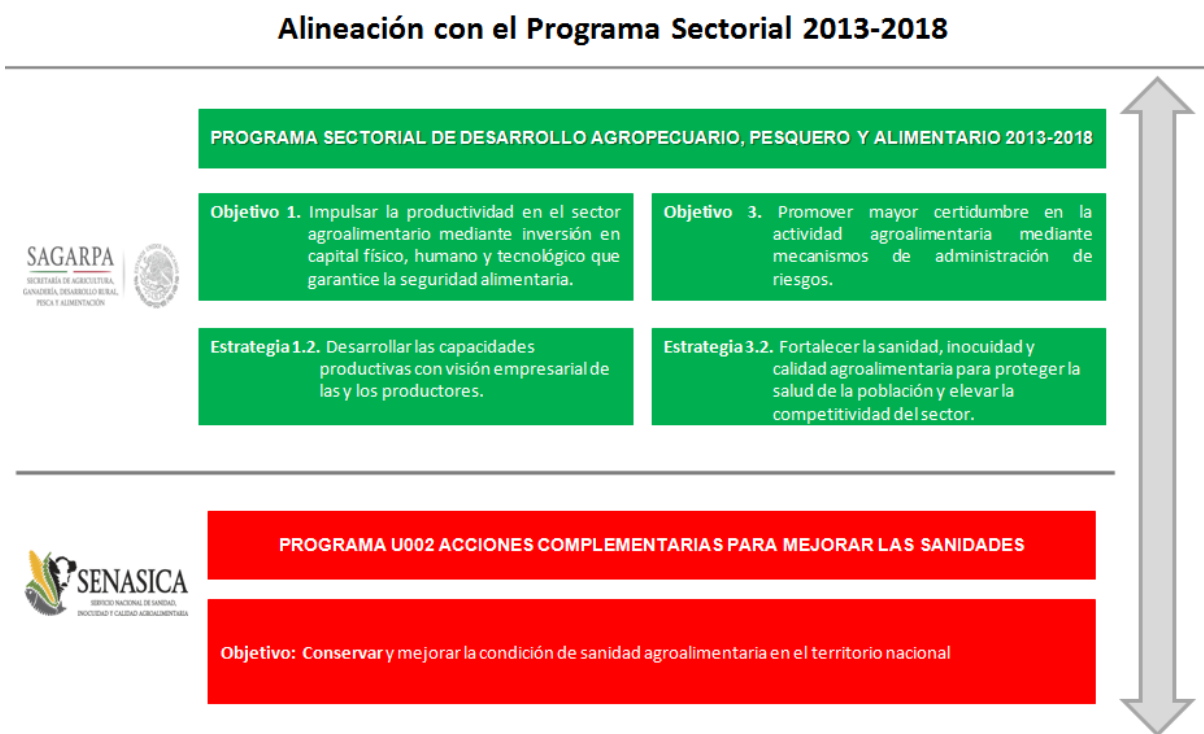 Alineación con el Programa Sectorial 2013-2018
PROGRAMA SECTORIAL DE DESARROLLO AGROPECUARIO, PESQUERO Y ALIMENTARIO 2013-2018
Objetivo 1. Impulsar la productividad en el sector
agroalimentario mediante inversión en
capital físico, humano y tecnológico que
garantice la seguridad alimentaria.
Objetivo 3. Promover mayor certidumbre en la
actividad agroalimentaria mediante
mecanismos de administración de
riesgos.
SAGARPA
SECRETARÍA DE AGRICULTURA,
GANADERÍA, DESARROLLO RURAL,
PESCA Y ALIMENTACIÓN
Estrategia 1.2. Desarrollar las capacidades
productivas con visión empresarial de
las y los productores.
Estrategia 3.2. Fortalecer la sanidad, inocuidad y
calidad agroalimentaria para proteger la
salud de la población y elevar la
competitividad del sector.
PROGRAMA U002 ACCIONES COMPLEMENTARIAS PARA MEJORAR LAS SANIDADES
SENASICA
SERVICIO NACIONAL DE SANIDAD,
INOCUIDAD Y CALIDAD AGROALIMENTARIA
Objetivo: Conservar y mejorar la condición de sanidad agroalimentaria en el territorio nacional